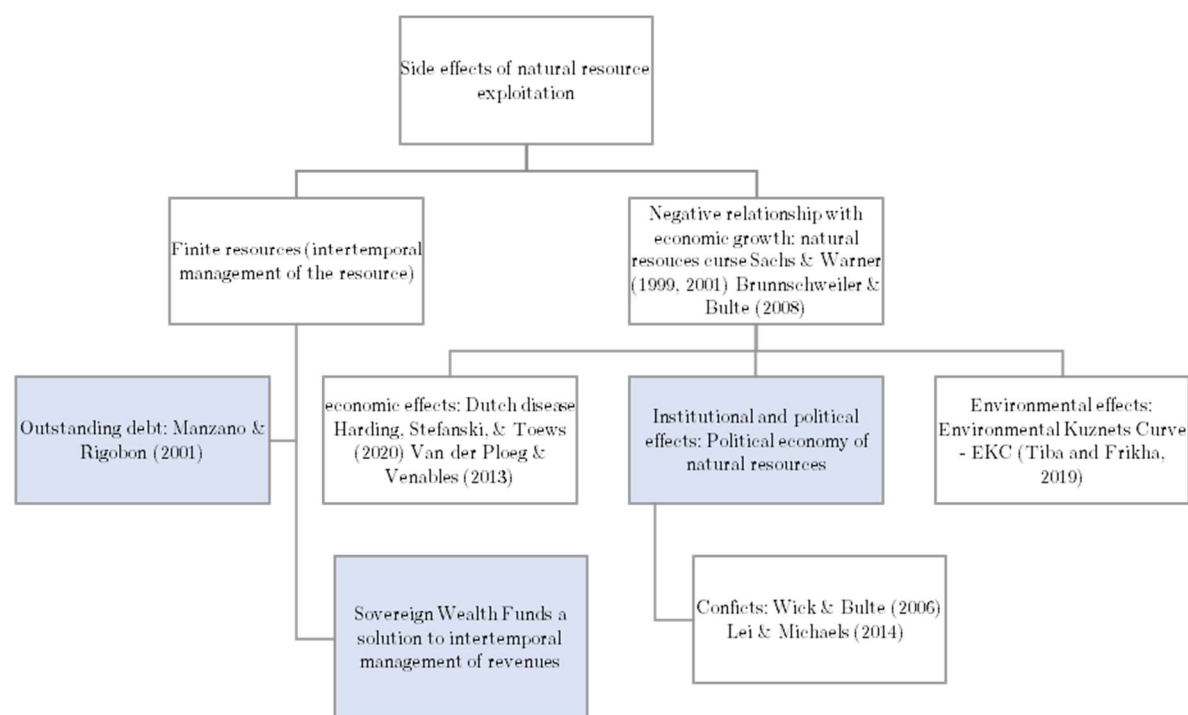 Side effects of natural resource
exploitation
Finite resources (intertemporal
management of the resource)
Negative relationship with
economic growth: natural
resouces curse Sachs & Warner
(1999, 2001) Brunnschweiler &
Bulte (2008)
Outstanding debt: Manzano &
Rigobon (2001)
economic effects: Dutch disease
Harding, Stefanski, & Toews
(2020) Van der Ploeg &
Venables (2013)
Institutional and political
effects: Political economy of
natural resources
Environmental effects:
Environmental Kuznets Curve
- EKC (Tiba and Frikha,
2019)
Sovereign Wealth Funds a
solution to intertemporal
management of revenues
Conficts: Wick & Bulte (2006)
Lei & Michaels (2014)